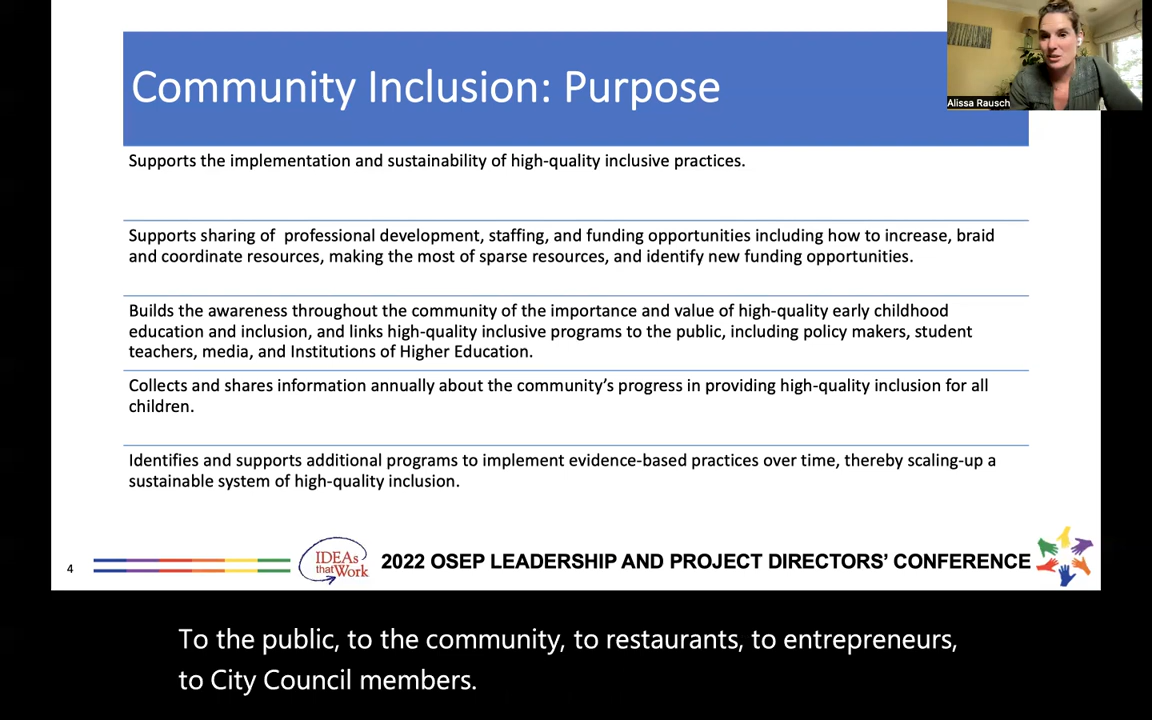 Community Inclusion: Purpose
Alissa Rausch
Supports the implementation and sustainability of high-quality inclusive practices.
Supports sharing of  professional development, staffing, and funding opportunities including how to increase, braid
and coordinate resources, making the most of sparse resources, and identify new funding opportunities.
Builds the awareness throughout the community of the importance and value of high-quality early childhood
education and inclusion, and links high-quality inclusive programs to the public, including policy makers, student
teachers, media, and Institutions of Higher Education.
Collects and shares information annually about the community’s progress in providing high-quality inclusion for all
children.
Identifies and supports additional programs to implement evidence-based practices over time, thereby scaling-up a
sustainable system of high-quality inclusion.
4
IDEAs
that Work
2022 OSEP LEADERSHIP AND PROJECT DIRECTORS’ CONFERENCE
To the public, to the community, to restaurants, to entrepreneurs,
to City Council members.